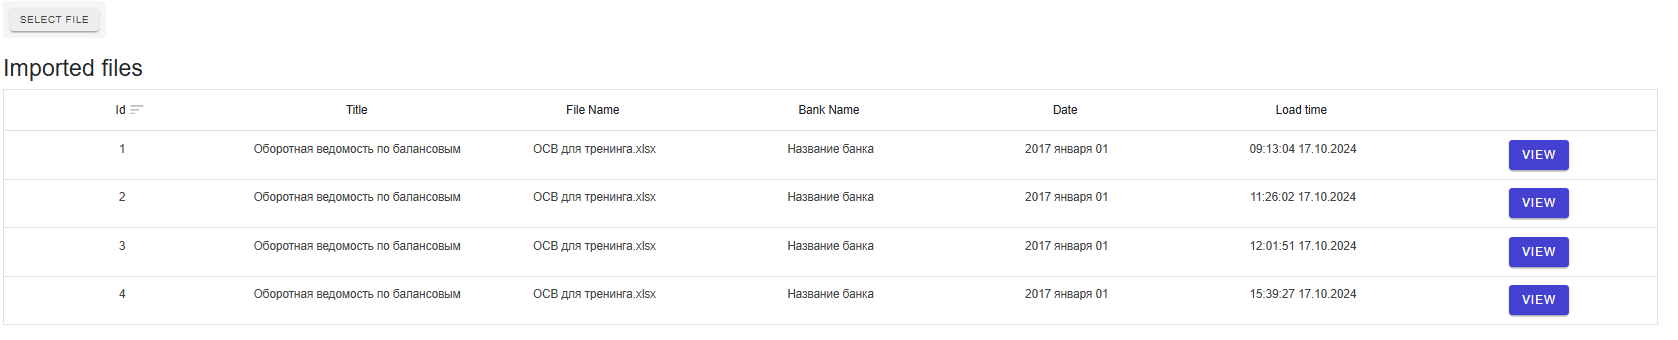 SELECT FILE
Imported files
Id Title File Name Bank Name Date Load time
1 Оборотная ведомость по балансовым ОСВ для тренинга.xlsx Название банка 2017 января 01 09:13:04 17.10.2024 VIEW
2 Оборотная ведомость по балансовым ОСВ для тренинга.xlsx Название банка 2017 января 01 11:26:02 17.10.2024 VIEW
3 Оборотная ведомость по балансовым ОСВ для тренинга.xlsx Название банка 2017 января 01 12:01:51 17.10.2024 VIEW
4 Оборотная ведомость по балансовым ОСВ для тренинга.xlsx Название банка 2017 января 01 15:39:27 17.10.2024 VIEW